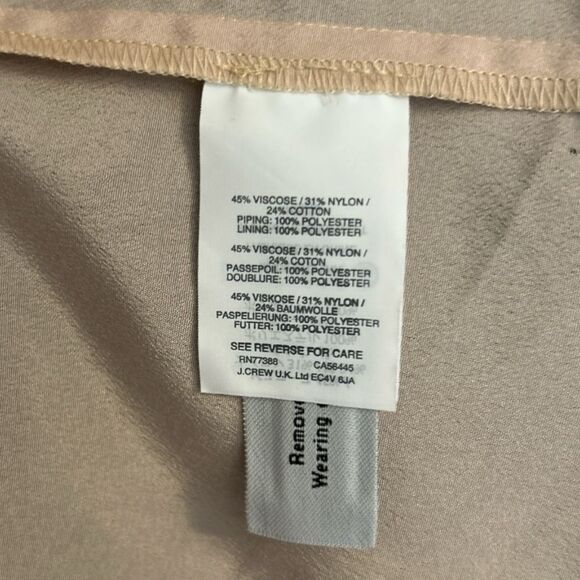 45% VISCOSE / 31% NYLON /
24% COTTON
PIPING: 100% POLYESTER
LINING: 100% POLYESTER
45% VISCOSE / 31% NYLON /
24% COTON
PASSEPOIL: 100% POLYESTER
DOUBLURE: 100% POLYESTER
45% VISKOSE / 31% NYLON /
24% BAUMWOLLE
PASPELIERUNG: 100% POLYESTER
FUTTER: 100% POLYESTER
SEE REVERSE FOR CARE
RN77388 CA56445
J.CREW U.K. Ltd EC4V 6JA
Remove
Wearing